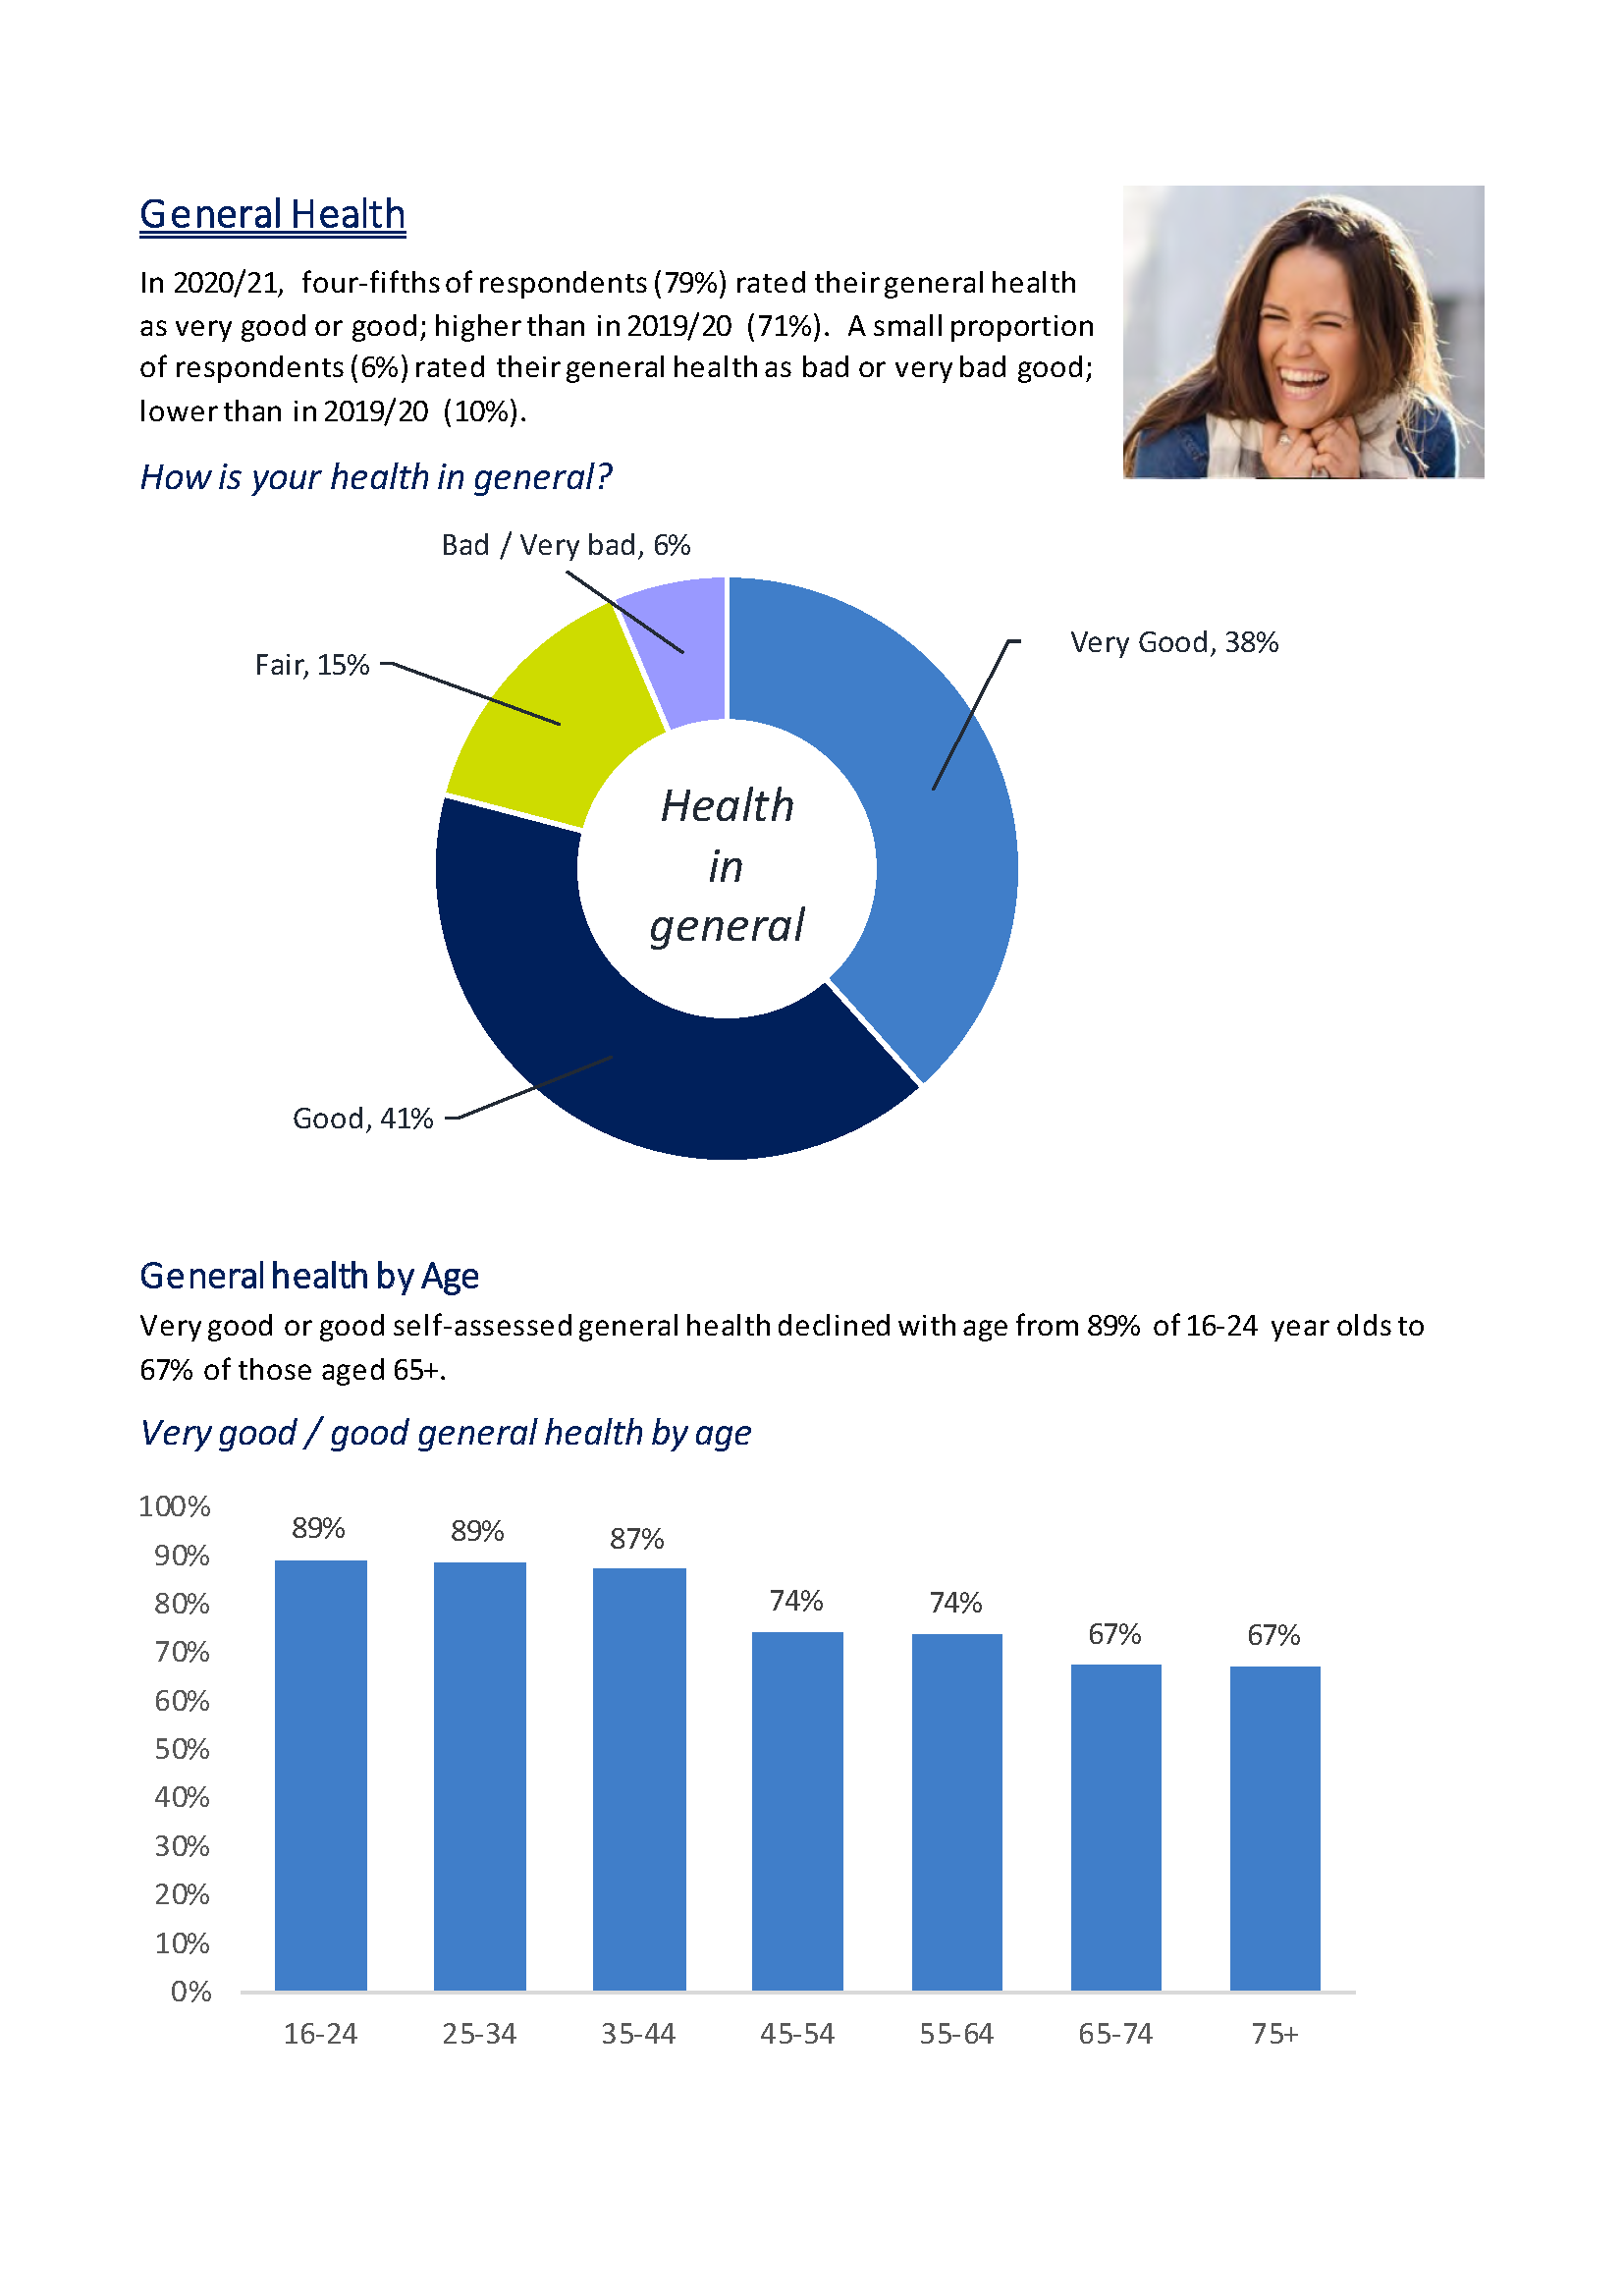 General Health
In 2020/21, four-fifths of respondents (79%) rated their general health
as very good or good; higher than in 2019/20 (71%). A small proportion
of respondents (6%) rated their general health as bad or very bad good;
lower than in 2019/20 (10%).
How is your health in general?
Bad / Very bad, 6%
Very Good, 38%
Fair, 15%
Health
in
general
Good, 41%
General health by Age
Very good or good self-assessed general health declined with age from 89% of 16-24 year olds to
67% of those aged 65+.
Very good / good general health by age
100%
90%
80%
70%
60%
50%
40%
30%
20%
10%
0%
89% 89% 87% 74% 74% 67% 67%
16-24 25-34 35-44 45-54 55-64 65-74 75+